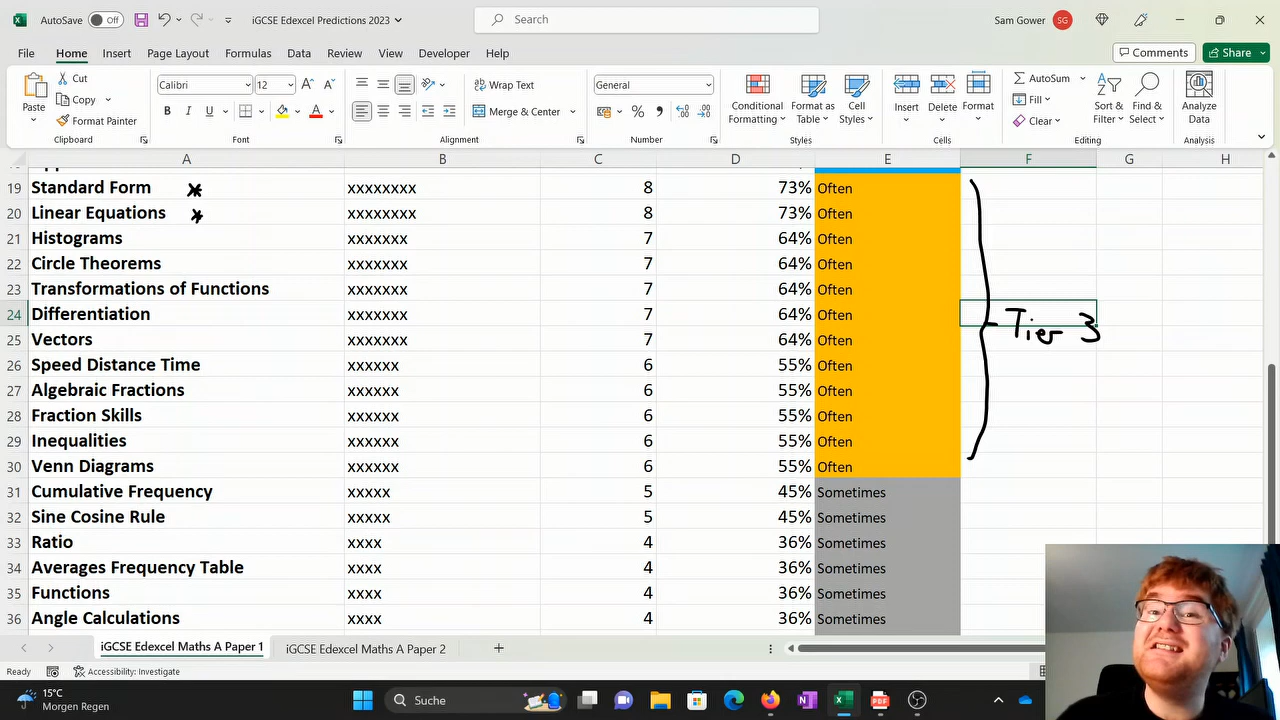 AutoSave Off iGCSE Edexcel Predictions 2023 Search Sam Gower SG
File Home Insert Page Layout Formulas Data Review View Developer Help Comments Share
Paste Cut Copy Format Painter Clipboard
Calibri 12 B I U A A Font
Wrap Text Merge & Center Alignment
General % Number
Conditional Formatting Format as Table Cell Styles Styles
Insert Delete Format Cells
AutoSum Fill Clear Sort & Filter Find & Select Editing
Analyze Data Analysis
A B C D E F G H
19 Standard Form xxxxxxxx 8 73% Often
20 Linear Equations xxxxxxxx 8 73% Often
21 Histograms xxxxxxx 7 64% Often
22 Circle Theorems xxxxxxx 7 64% Often
23 Transformations of Functions xxxxxxx 7 64% Often
24 Differentiation xxxxxxx 7 64% Often
Tier 3
25 Vectors xxxxxxx 7 64% Often
26 Speed Distance Time xxxxxx 6 55% Often
27 Algebraic Fractions xxxxxx 6 55% Often
28 Fraction Skills xxxxxx 6 55% Often
29 Inequalities xxxxxx 6 55% Often
30 Venn Diagrams xxxxxx 6 55% Often
31 Cumulative Frequency xxxxx 5 45% Sometimes
32 Sine Cosine Rule xxxxx 5 45% Sometimes
33 Ratio xxxx 4 36% Sometimes
34 Averages Frequency Table xxxx 4 36% Sometimes
35 Functions xxxx 4 36% Sometimes
36 Angle Calculations xxxx 4 36% Sometimes
iGCSE Edexcel Maths A Paper 1 iGCSE Edexcel Maths A Paper 2
Ready Accessibility: Investigate
15°C
Morgen Regen
Suche